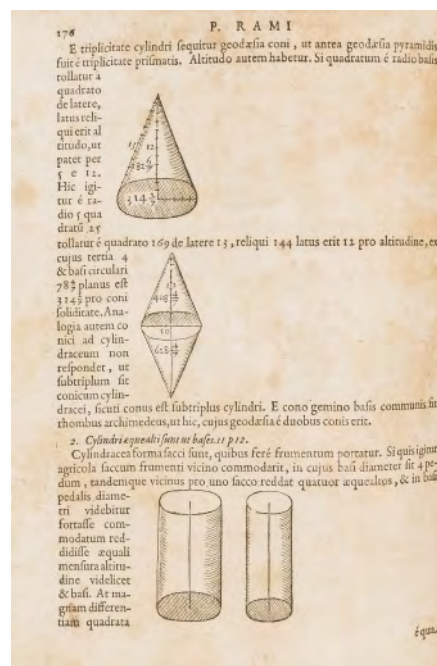 176
P. RAMI
E triplicitate cylindri sequitur geodæsia coni, ut antea geodæsia pyramidis
fuit é triplicitate prismatis. Altitudo autem habetur. Si quadratum é radio basis
tollatur a
quadrato
de latere,
latus reli-
qui erit al
titudo, ut
patet per
5 e 12.
Hic igi-
tur é ra-
dio 5 qua
dratū 25
tollatur é quadrato 169 de latere 13, reliqui 144 latus erit 12 pro altitudine, ex
cujus tertia 4
& basi circulari
78 4/7 planus est
314 2/7 pro coni
soliditate. Ana-
logia autem co
nici ad cylin-
draceum non
respondet, ut
subtriplum sit
conicum cylin-
dracei, sicuti conus est subtriplus cylindri. E cono gemino basis communis fit
rhombus archimedeus, ut hic, cujus geodæsia é duobus conis erit.
2. Cylindri æquealti sunt ut bases. 11 p 12.
Cylindracea forma sacci sunt, quibus feré frumentum portatur. Si quis igitur
agricola saccum frumenti vicino commodarit, in cujus basi diameter sit 4 pe-
dum, tandemque vicinus pro uno sacco reddat quatuor æquealtos, & in basi
pedalis diame-
tri videbitur
fortasse com-
modatum red-
didisse æquali
mensura altitu-
dine videlicet
& basi. At ma-
gnam differen-
tiam quadrata
é qua-
13
12
314 2/7
10